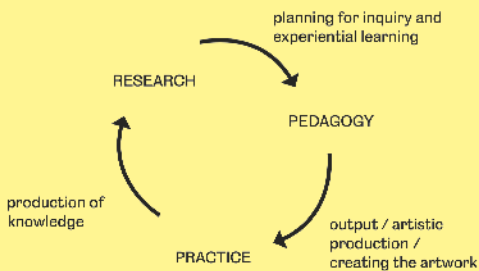 planning for inquiry and
experiential learning
RESEARCH
PEDAGOGY
production of
knowledge
output / artistic
production /
creating the artwork
PRACTICE